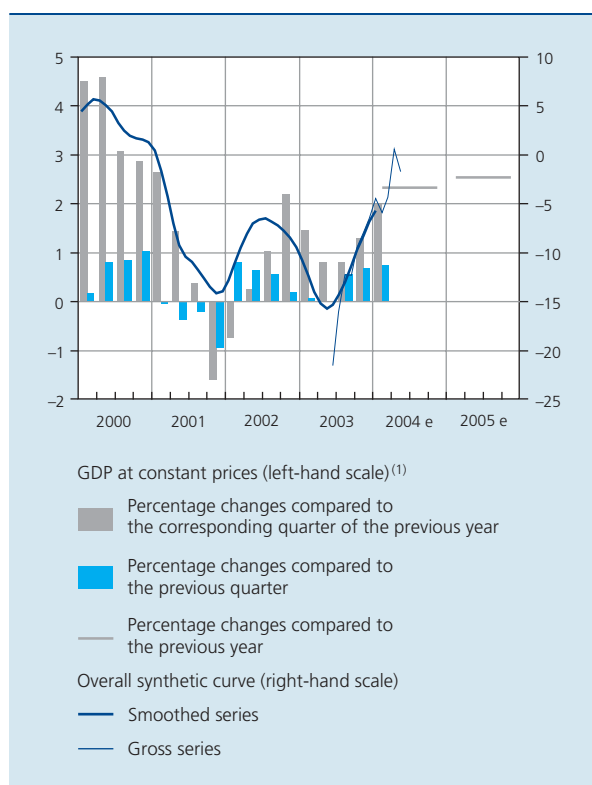 5
4
3
2
1
0
–1
–2
10
5
0
–5
–10
–15
–20
–25
2000 2001 2002 2003 2004 e 2005 e
GDP at constant prices (left-hand scale) (1)
Percentage changes compared to
the corresponding quarter of the previous year
Percentage changes compared to
the previous quarter
Percentage changes compared to
the previous year
Overall synthetic curve (right-hand scale)
Smoothed series
Gross series